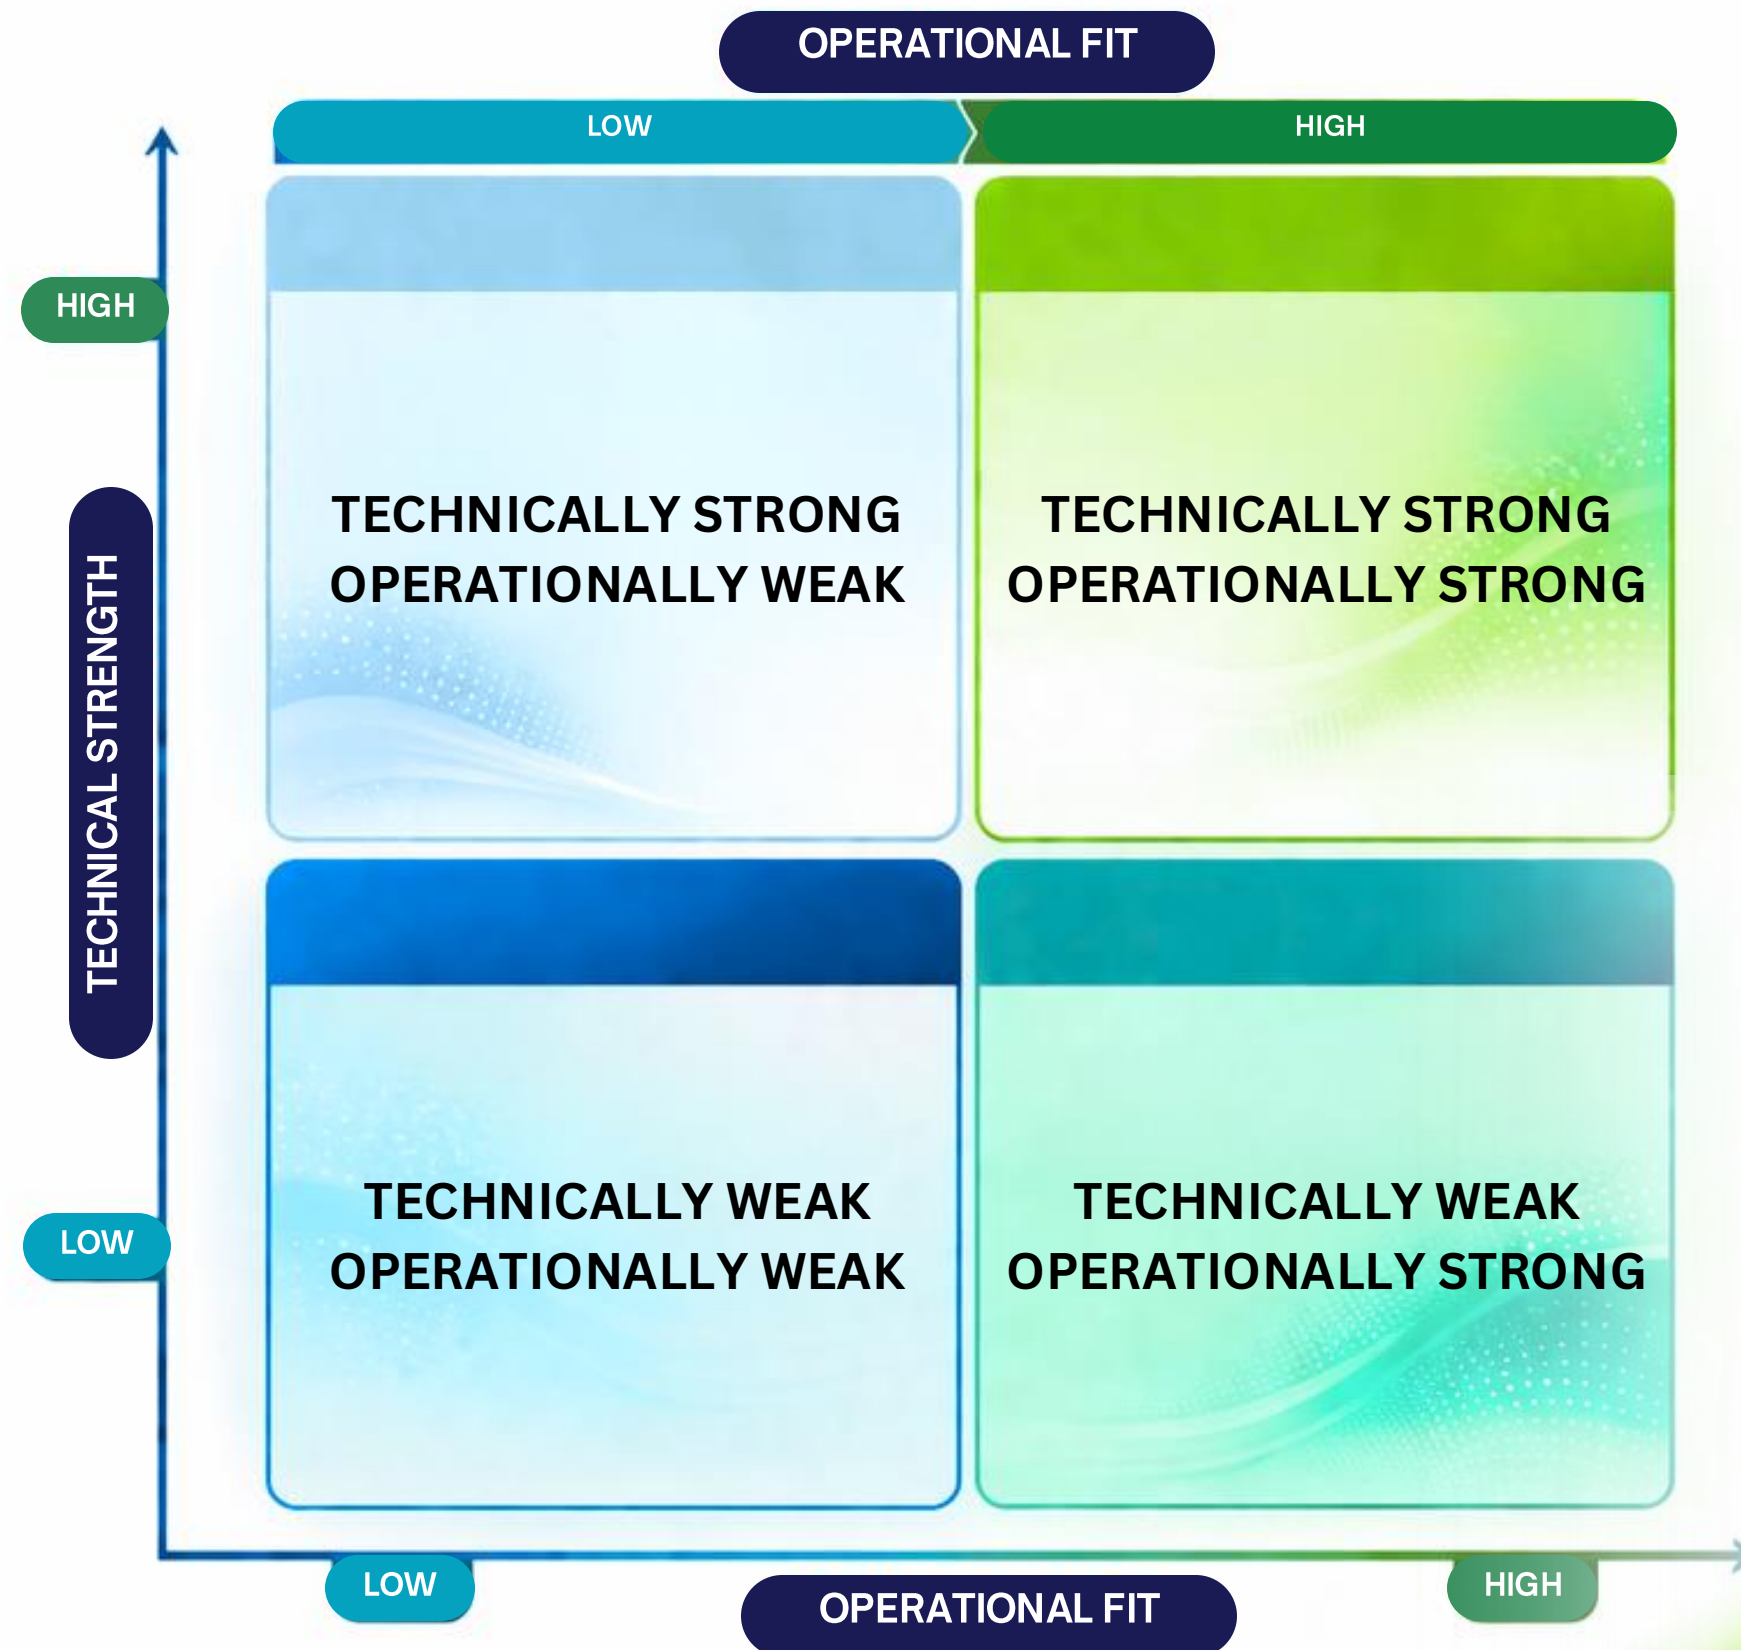 OPERATIONAL FIT
LOW
HIGH
HIGH
TECHNICALLY STRONG
OPERATIONALLY WEAK
TECHNICALLY STRONG
OPERATIONALLY STRONG
TECHNICAL STRENGTH
TECHNICALLY WEAK
OPERATIONALLY WEAK
TECHNICALLY WEAK
OPERATIONALLY STRONG
LOW
LOW
OPERATIONAL FIT
HIGH